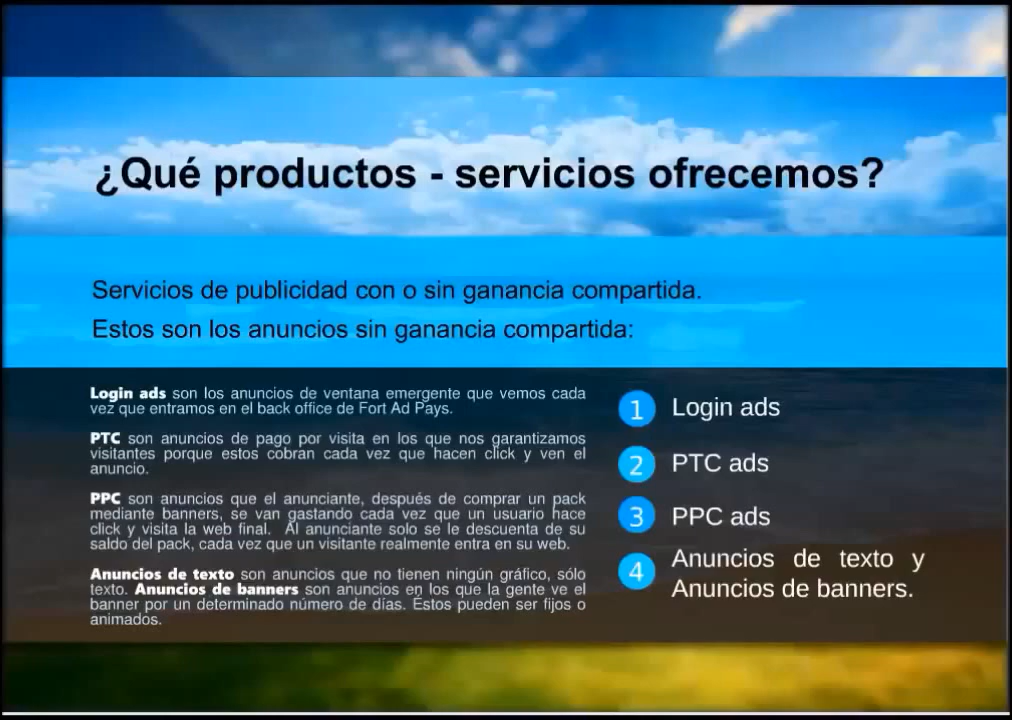 ¿Qué productos - servicios ofrecemos?
Servicios de publicidad con o sin ganancia compartida.
Estos son los anuncios sin ganancia compartida:
Login ads son los anuncios de ventana emergente que vemos cada
vez que entramos en el back office de Fort Ad Pays.
PTC son anuncios de pago por visita en los que nos garantizamos
visitantes porque estos cobran cada vez que hacen click y ven el
anuncio.
PPC son anuncios que el anunciante, después de comprar un pack
mediante banners, se van gastando cada vez que un usuario hace
click y visita la web final. Al anunciante solo se le descuenta de su
saldo del pack, cada vez que un visitante realmente entra en su web.
Anuncios de texto son anuncios que no tienen ningún gráfico, sólo
texto. Anuncios de banners son anuncios en los que la gente ve el
banner por un determinado número de días. Estos pueden ser fijos o
animados.
1 Login ads
2 PTC ads
3 PPC ads
4 Anuncios de texto y
Anuncios de banners.